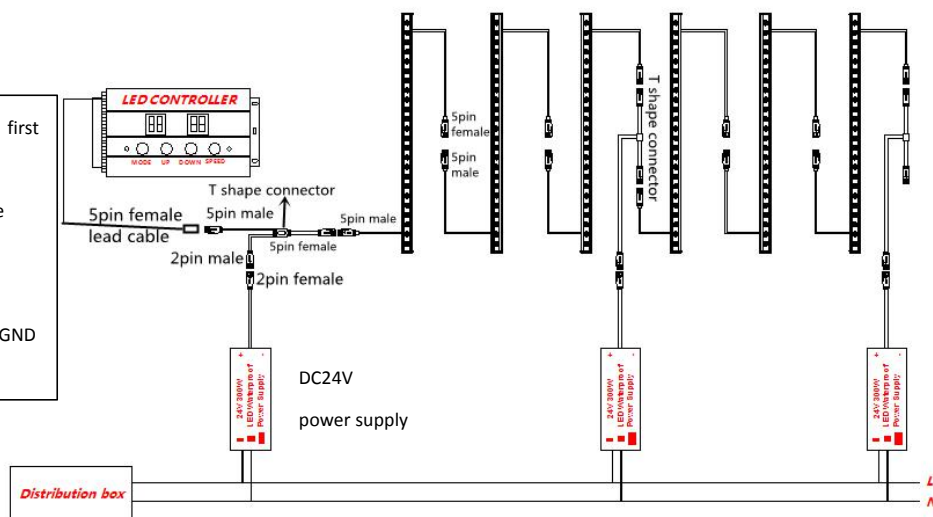 first
e
GND
LED CONTROLLER
MODE UP DOWN SPEED
T shape connector
5pin female
lead cable
5pin male
5pin male
5pin female
2pin male
2pin female
5pin
female
5pin
male
T shape connector
24V 300W
LED Waterproof
Power Supply
+ -
DC24V
power supply
24V 300W
LED Waterproof
Power Supply
+ -
24V 300W
LED Waterproof
Power Supply
+ -
Distribution box
L
N